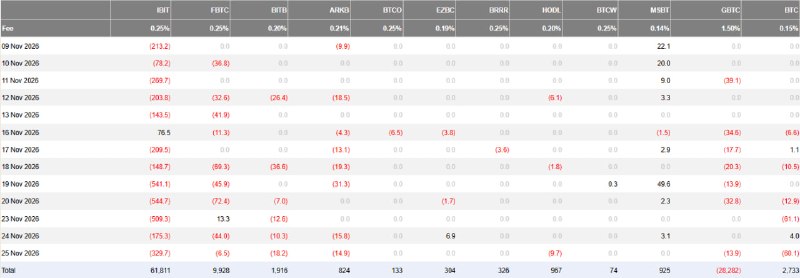 IBIT FBTC BITB ARKB BTCO EZBC BRRR HODL BTCW MSBT GBTC BTC
Fee 0.25% 0.25% 0.20% 0.21% 0.25% 0.19% 0.25% 0.20% 0.25% 0.14% 1.50% 0.15%
09 Nov 2026 (213.2) 0.0 0.0 (9.9) 0.0 0.0 0.0 0.0 0.0 22.1 0.0 0.0
10 Nov 2026 (78.2) (36.8) 0.0 0.0 0.0 0.0 0.0 0.0 0.0 20.0 0.0 0.0
11 Nov 2026 (269.7) 0.0 0.0 0.0 0.0 0.0 0.0 0.0 0.0 9.0 (39.1) 0.0
12 Nov 2026 (203.8) (32.6) (26.4) (18.5) 0.0 0.0 0.0 (6.1) 0.0 3.3 0.0 0.0
13 Nov 2026 (143.5) (41.9) 0.0 0.0 0.0 0.0 0.0 0.0 0.0 0.0 0.0 0.0
16 Nov 2026 76.5 (11.3) 0.0 (4.3) (6.5) (3.8) 0.0 0.0 0.0 (1.5) (34.6) (6.8)
17 Nov 2026 (299.5) 0.0 0.0 (13.1) 0.0 0.0 (3.6) 0.0 0.0 2.9 (17.7) 1.1
18 Nov 2026 (148.7) (69.3) (36.6) (19.3) 0.0 0.0 0.0 (1.8) 0.0 0.0 (20.3) (10.5)
19 Nov 2026 (541.1) (45.9) 0.0 (31.3) 0.0 0.0 0.0 0.0 0.3 49.6 (13.9) 0.0
20 Nov 2026 (544.7) (72.4) (7.0) 0.0 0.0 (1.7) 0.0 0.0 0.0 2.3 (32.8) (12.9)
23 Nov 2026 (509.3) 13.3 (12.6) 0.0 0.0 0.0 0.0 0.0 0.0 0.0 0.0 (51.1)
24 Nov 2026 (175.3) (44.0) (10.3) (15.8) 0.0 6.9 0.0 0.0 0.0 3.1 0.0 4.0
25 Nov 2026 (329.7) (6.5) (18.2) (14.9) 0.0 0.0 0.0 (9.7) 0.0 0.0 (13.9) (60.1)
Total 61,811 9,928 1,916 824 133 394 326 967 74 925 (26,282) 2,733